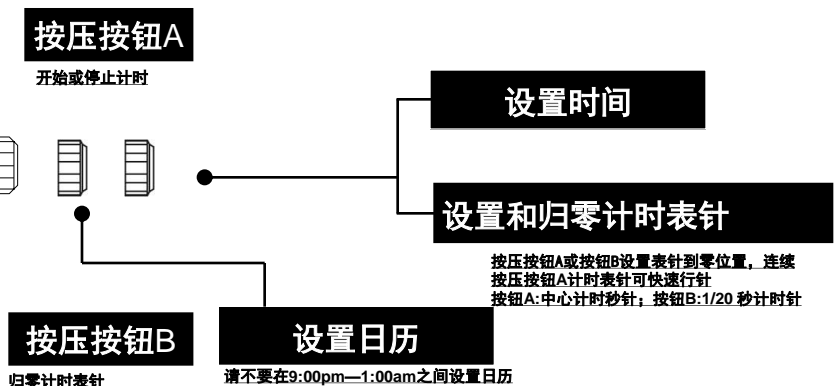 按压按钮A
开始或停止计时
设置时间
设置和归零计时表针
按压按钮A或按钮B设置表针到零位置，连续
按压按钮A计时表针可快速行针
按钮A:中心计时秒针；按钮B:1/20 秒计时针
按压按钮B
归零计时表针
设置日历
请不要在9:00pm—1:00am之间设置日历